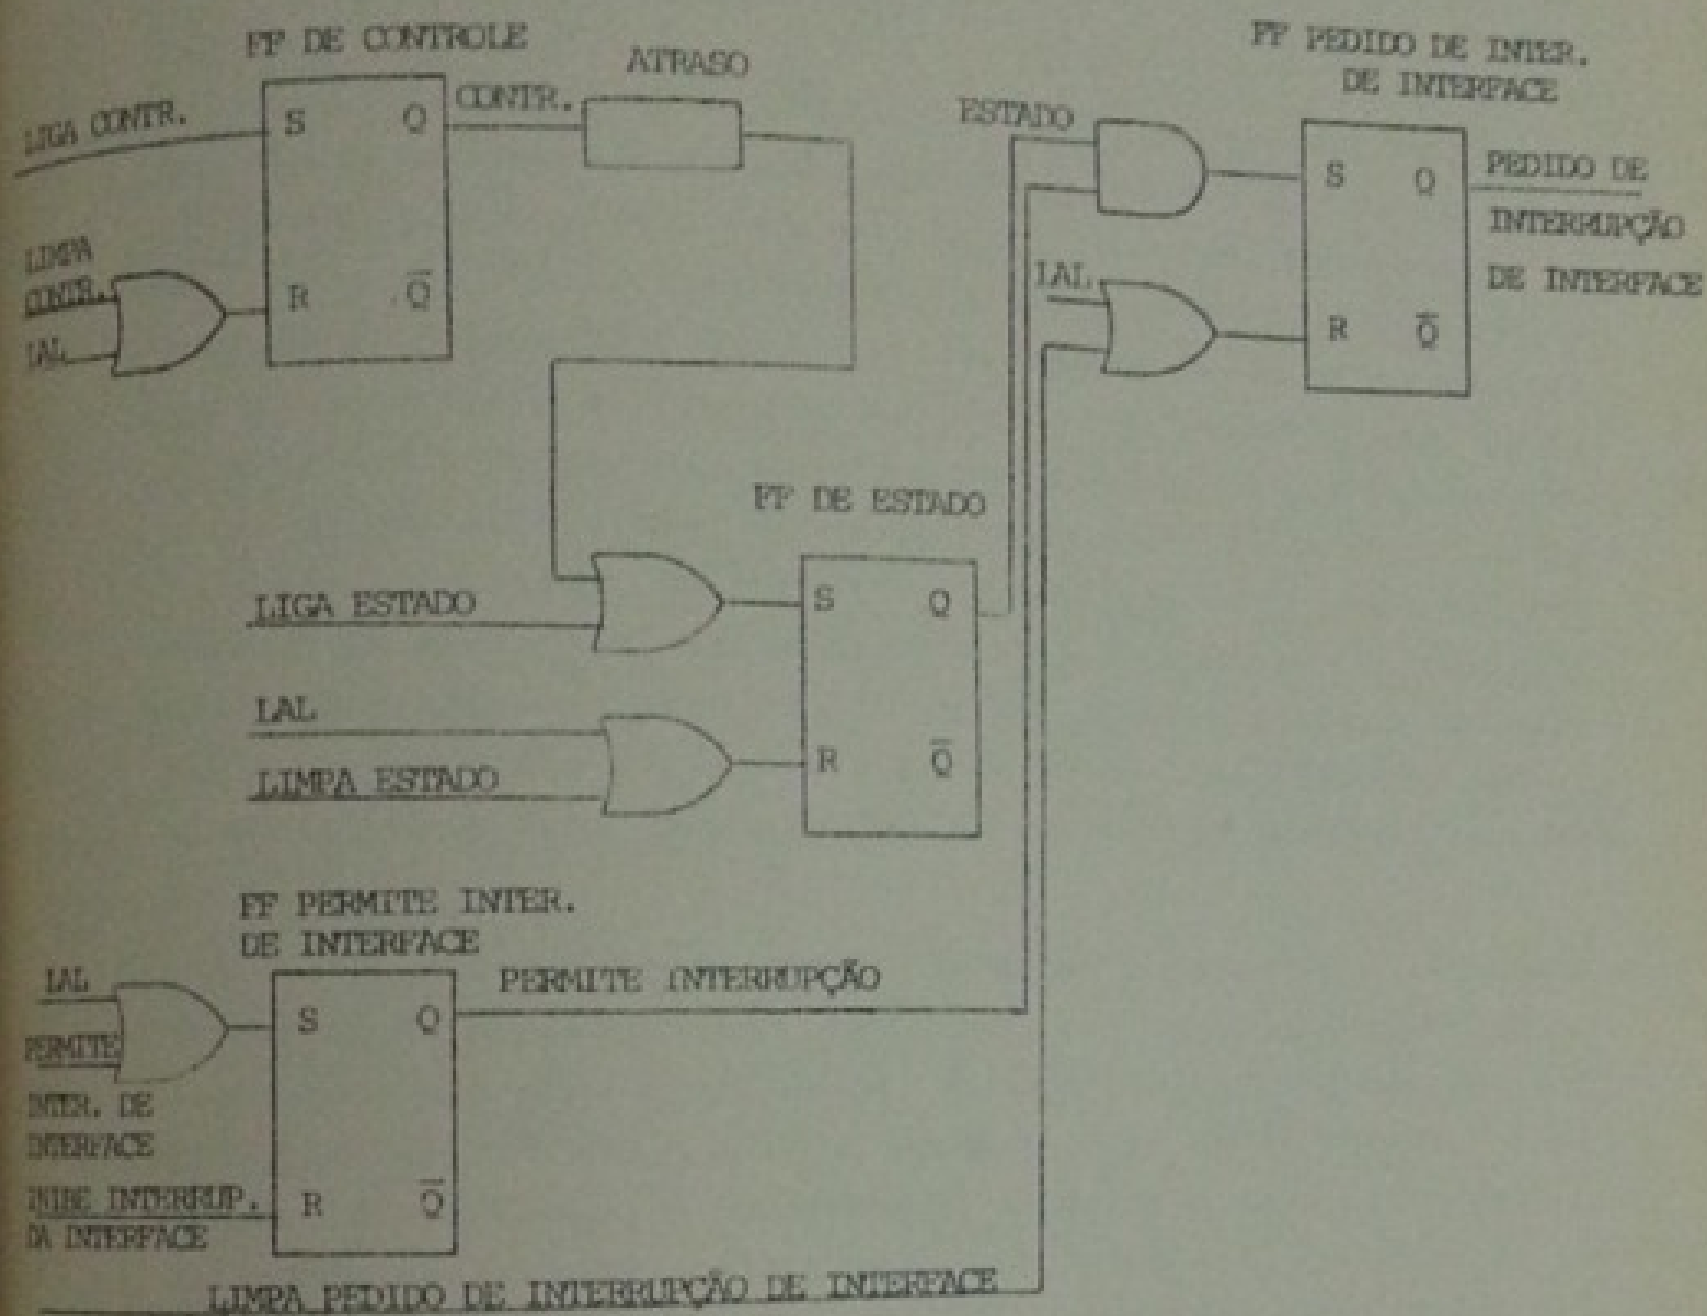 FF DE CONTROLE
ATRASO
FF PEDIDO DE INTER.
DE INTERFACE
LIGA CONTR.
S
Q
CONTR.
ESTADO
S
Q
PEDIDO DE
INTERRUPÇÃO
DE INTERFACE
LIMPA
CONTR.
IAL
R
Q̅
IAL
R
Q̅
FF DE ESTADO
LIGA ESTADO
S
Q
IAL
LIMPA ESTADO
R
Q̅
FF PERMITE INTER.
DE INTERFACE
IAL
PERMITE
INTER. DE
INTERFACE
S
Q
PERMITE INTERRUPÇÃO
INIBE INTERRUP.
DA INTERFACE
R
Q̅
LIMPA PEDIDO DE INTERRUPÇÃO DE INTERFACE